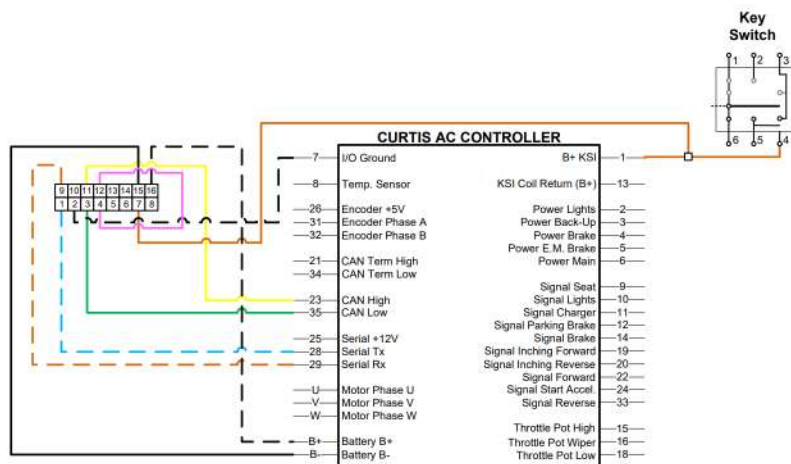 Key
Switch
1 2 3
6 5 4
CURTIS AC CONTROLLER
9 10 11 12 13 14 15 16
1 2 3 4 5 6 7 8
7 I/O Ground
8 Temp. Sensor
26 Encoder +5V
31 Encoder Phase A
32 Encoder Phase B
21 CAN Term High
34 CAN Term Low
23 CAN High
35 CAN Low
25 Serial +12V
28 Serial Tx
29 Serial Rx
U Motor Phase U
V Motor Phase V
W Motor Phase W
B+ Battery B+
B- Battery B-
B+ KSI 1
KSI Coil Return (B+) 13
Power Lights 2
Power Back-Up 3
Power Brake 4
Power E.M. Brake 5
Power Main 6
Signal Seat 9
Signal Lights 10
Signal Charger 11
Signal Parking Brake 12
Signal Brake 14
Signal Inching Forward 19
Signal Inching Reverse 20
Signal Forward 22
Signal Start Accel. 24
Signal Reverse 33
Throttle Pot High 15
Throttle Pot Wiper 16
Throttle Pot Low 18